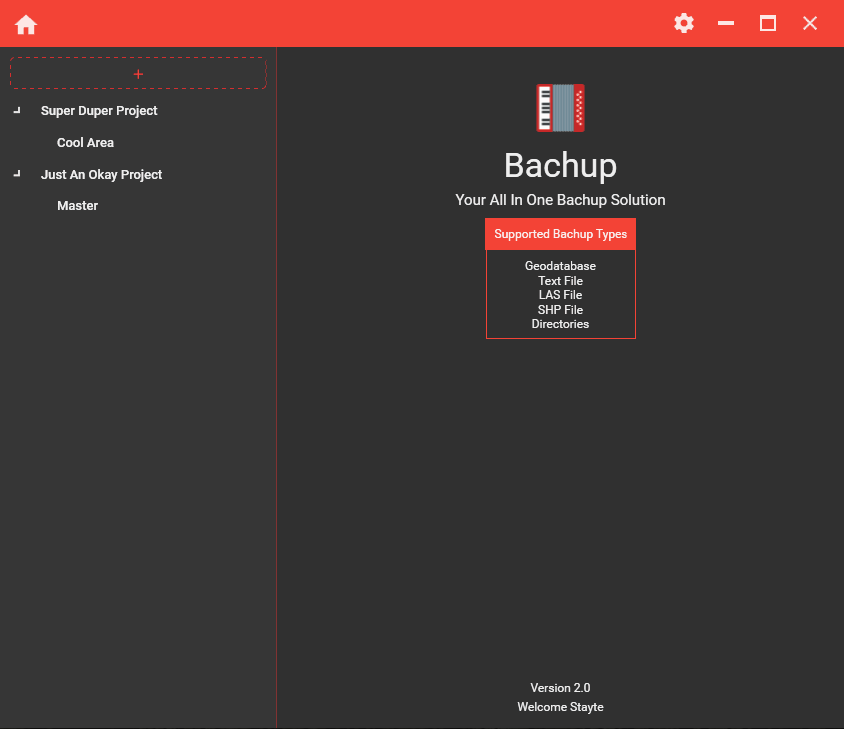 +
Super Duper Project
Cool Area
Just An Okay Project
Master
Bachup
Your All In One Bachup Solution
Supported Bachup Types
Geodatabase
Text File
LAS File
SHP File
Directories
Version 2.0
Welcome Stayte